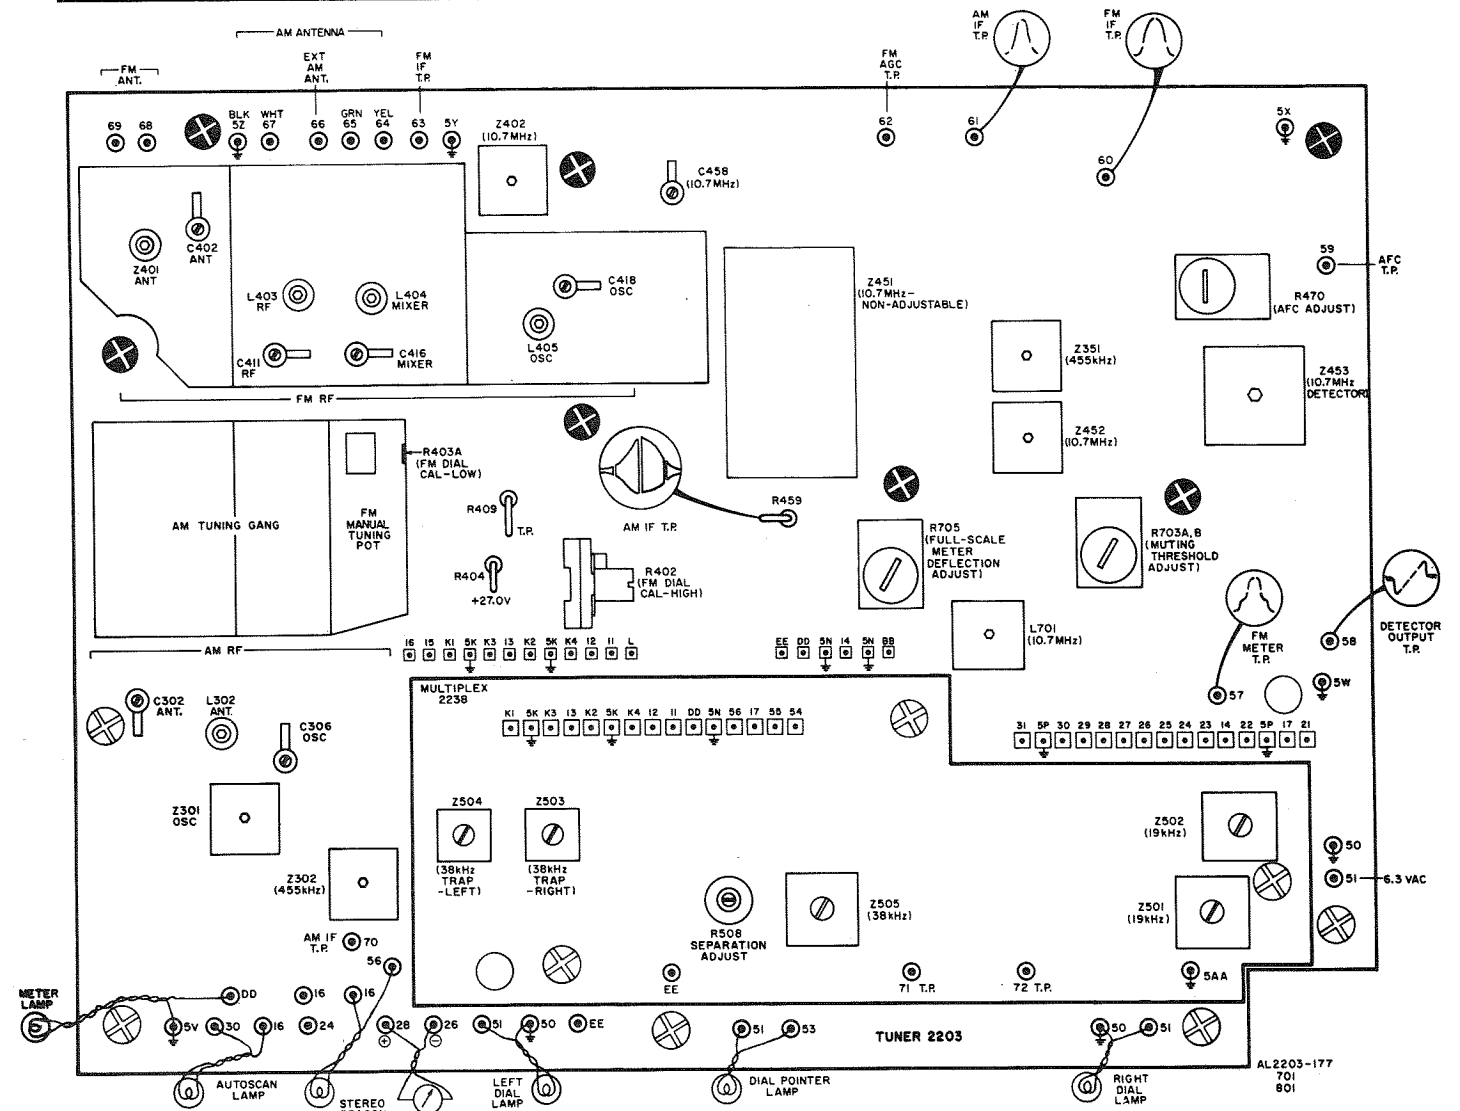 AM ANTENNA
FM
ANT.
EXT
AM
ANT.
FM
IF
T.P.
FM
AGC
T.P.
AM
IF
T.P.
FM
IF
T.P.
69
68
BLK
5Z
WHT
67
66
GRN
65
YEL
64
63
5Y
Z402
(10.7MHz)
C458
(10.7MHz)
62
61
60
5X
59
AFC
T.P.
C402
ANT
Z401
ANT
L403
RF
L404
MIXER
C411
RF
C416
MIXER
C418
OSC
L405
OSC
FM RF
Z451
(10.7MHz-
NON-ADJUSTABLE)
R470
(AFC ADJUST)
Z351
(455kHz)
Z452
(10.7MHz)
Z453
(10.7MHz
DETECTOR)
R403A
(FM DIAL
CAL-LOW)
AM TUNING GANG
FM
MANUAL
TUNING
POT
AM RF
R409
T.P.
R404
+27.0V
AM IF T.P.
R459
R402
(FM DIAL
CAL-HIGH)
R705
(FULL-SCALE
METER
DEFLECTION
ADJUST)
R703A,B
(MUTING
THRESHOLD
ADJUST)
L701
(10.7MHz)
FM
METER
T.P.
57
58
5W
DETECTOR
OUTPUT
T.P.
16 15 K1 5K K3 13 K2 5K K4 12 11 L
EE DD 5N 14 5N BB
MULTIPLEX
2238
K1 5K K3 13 K2 5K K4 12 11 DD 5N 56 17 55 54
31 5P 30 29 28 27 26 25 24 23 14 22 5P 17 21
C302
ANT.
L302
ANT.
C306
OSC
Z301
OSC
Z302
(455kHz)
AM IF
T.P.
70
56
Z504
(38kHz
TRAP
-LEFT)
Z503
(38kHz
TRAP
-RIGHT)
R508
SEPARATION
ADJUST
Z505
(38kHz)
Z502
(19kHz)
Z501
(19kHz)
50
51
6.3 VAC
EE
71 T.P.
72 T.P.
5AA
METER
LAMP
DD
16
16
5V
30
16
24
28
26
51
50
EE
51
53
TUNER 2203
50
51
AUTOSCAN
LAMP
STEREO
LEFT
DIAL
LAMP
DIAL POINTER
LAMP
RIGHT
DIAL
LAMP
AL2203-177
701
801